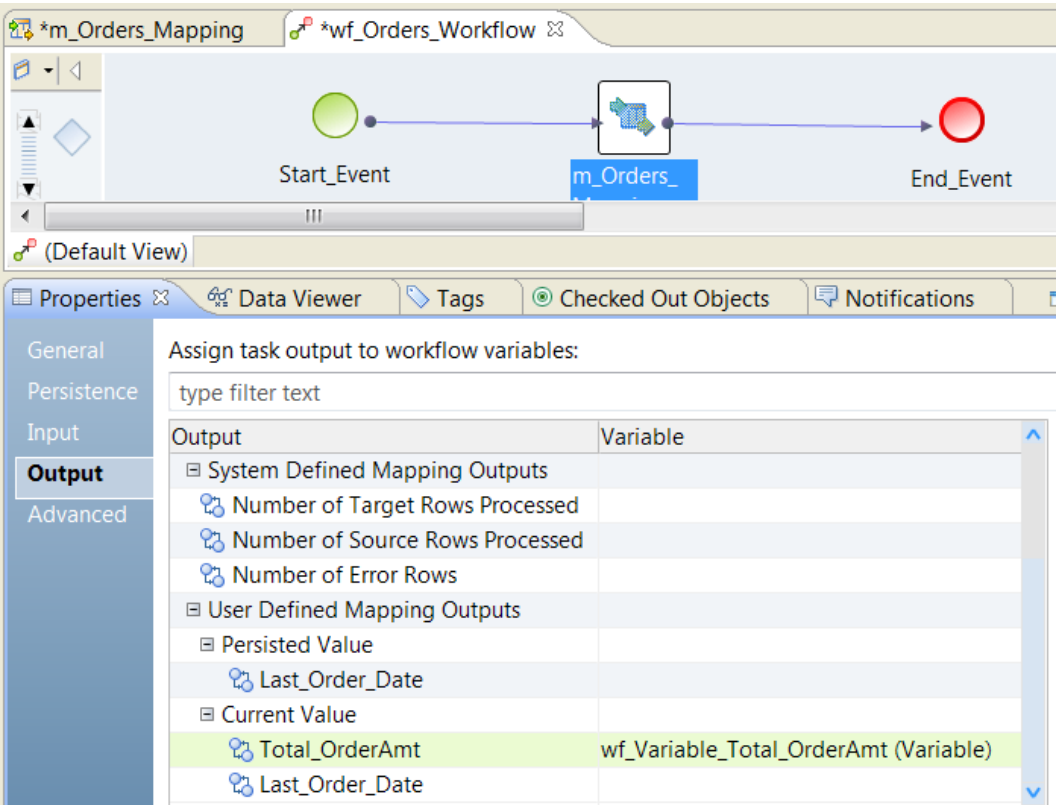 *m_Orders_Mapping
*wf_Orders_Workflow
Start_Event
m_Orders_
End_Event
(Default View)
Properties
Data Viewer
Tags
Checked Out Objects
Notifications
General
Persistence
Input
Output
Advanced
Assign task output to workflow variables:
type filter text
Output Variable
System Defined Mapping Outputs
Number of Target Rows Processed
Number of Source Rows Processed
Number of Error Rows
User Defined Mapping Outputs
Persisted Value
Last_Order_Date
Current Value
Total_OrderAmt wf_Variable_Total_OrderAmt (Variable)
Last_Order_Date